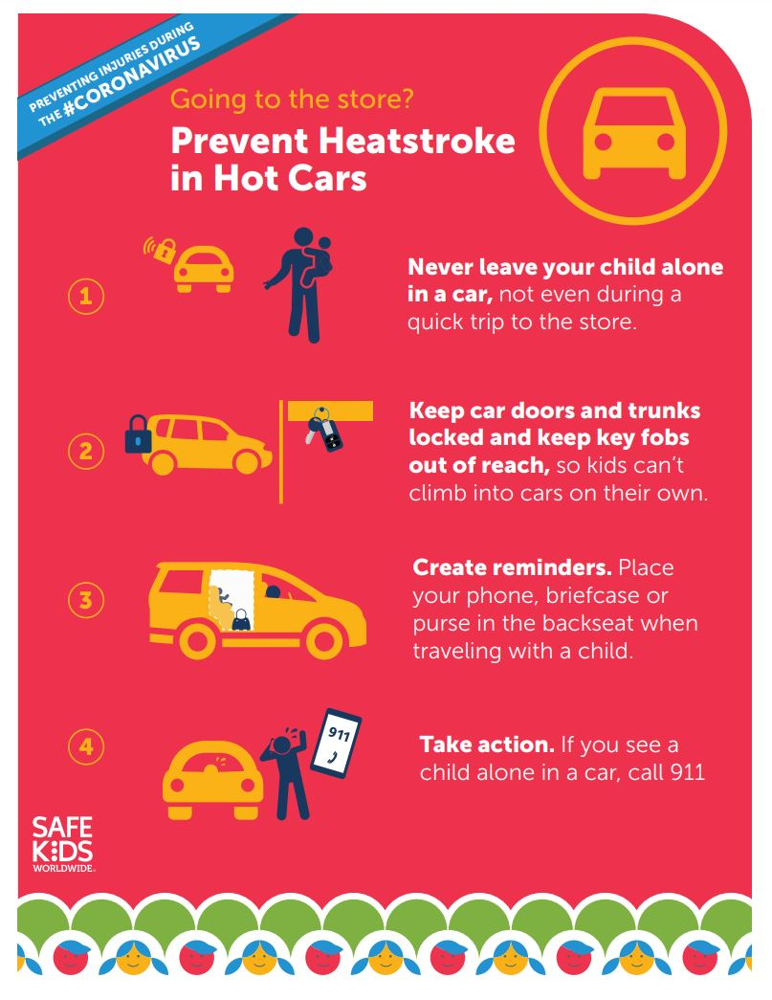 PREVENTING INJURIES DURING
THE #CORONAVIRUS
Going to the store?
Prevent Heatstroke
in Hot Cars
1
Never leave your child alone
in a car, not even during a
quick trip to the store.
2
Keep car doors and trunks
locked and keep key fobs
out of reach, so kids can’t
climb into cars on their own.
3
Create reminders. Place
your phone, briefcase or
purse in the backseat when
traveling with a child.
4
911
Take action. If you see a
child alone in a car, call 911
SAFE
KIDS
WORLDWIDE®